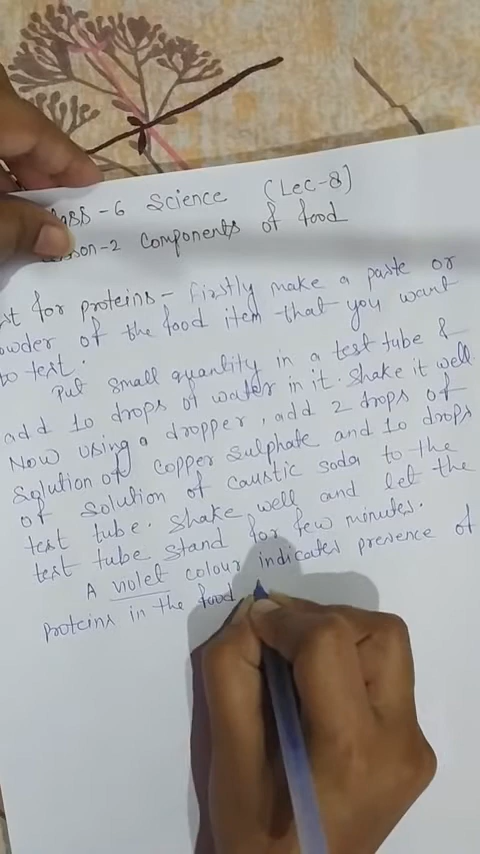 ass-6 Science (Lec-8)
son-2 Components of food
st for proteins - Firstly make a paste or
owder of the food item that you want
to test.
Put small quantity in a test tube &
add 10 drops of water in it. Shake it well
Now using a dropper, add 2 drops of
Solution of copper Sulphate and 10 drops
of solution of caustic soda to the
test tube. Shake well and let the
test tube stand for few minutes.
A violet colour indicates presence of
proteins in the food